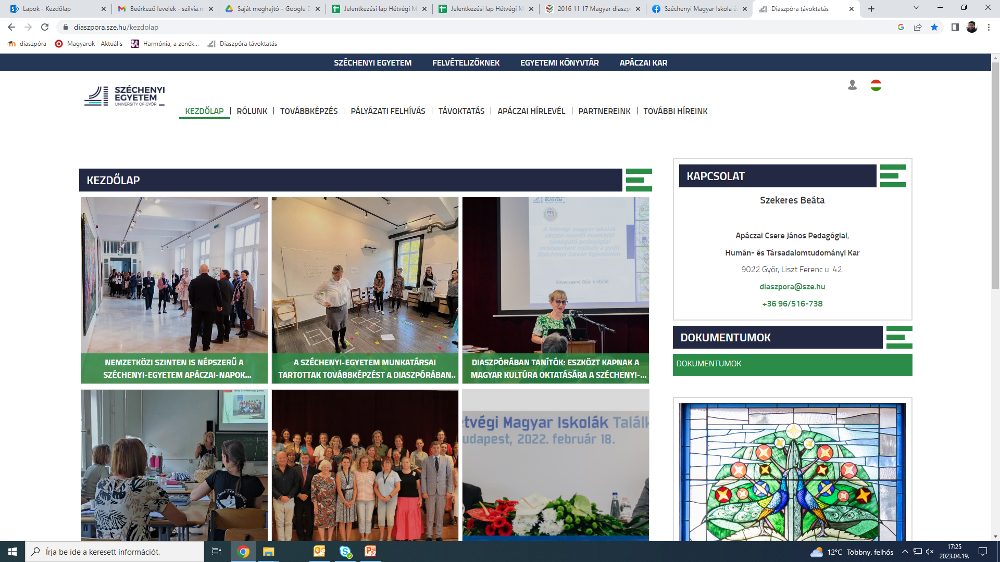 Lapok - Kezdőlap
Beérkező levelek - szilvia.m
Saját meghajtó – Google D
Jelentkezési lap Hétvégi M
Jelentkezési lap Hétvégi M
2016 11 17 Magyar diaszp
Széchenyi Magyar Iskola é
Diaszpóra távoktatás
diaszpora.sze.hu/kezdolap
diaszpóra
Magyarok - Aktuális
Harmónia, a zenék...
Diaszpóra távoktatás
SZÉCHENYI EGYETEM
FELVÉTELIZŐKNEK
EGYETEMI KÖNYVTÁR
APÁCZAI KAR
SZÉCHENYI
EGYETEM
UNIVERSITY OF GYŐR
KEZDŐLAP
RÓLUNK
TOVÁBBKÉPZÉS
PÁLYÁZATI FELHÍVÁS
TÁVOKTATÁS
APÁCZAI HÍRLEVÉL
PARTNEREINK
TOVÁBBI HÍREINK
KEZDŐLAP
NEMZETKÖZI SZINTEN IS NÉPSZERŰ A
SZÉCHENYI-EGYETEM APÁCZAI-NAPOK...
A SZÉCHENYI-EGYETEM MUNKATÁRSAI
TARTOTTAK TOVÁBBKÉPZÉST A DIASZPÓRÁBAN..
EGYETEM
A hétvégi magyar iskolák
oktató-nevelő munkáját
támogató pedagógiai
módszertani műhely a győri
Széchenyi István Egyetemen
Kövecsesné Gősi Viktória
DIASZPÓRÁBAN TANÍTÓK: ESZKÖZT KAPNAK A
MAGYAR KULTÚRA OKTATÁSÁRA A SZÉCHENYI-...
tvégi Magyar Iskolák Találk
udapest, 2022. február 18.
KAPCSOLAT
Szekeres Beáta
Apáczai Csere János Pedagógiai,
Humán- és Társadalomtudományi Kar
9022 Győr, Liszt Ferenc u. 42.
diaszpora@sze.hu
+36 96/516-738
DOKUMENTUMOK
DOKUMENTUMOK
Írja be ide a keresett információt.
12°C Többny. felhős
17:25
2023.04.19.